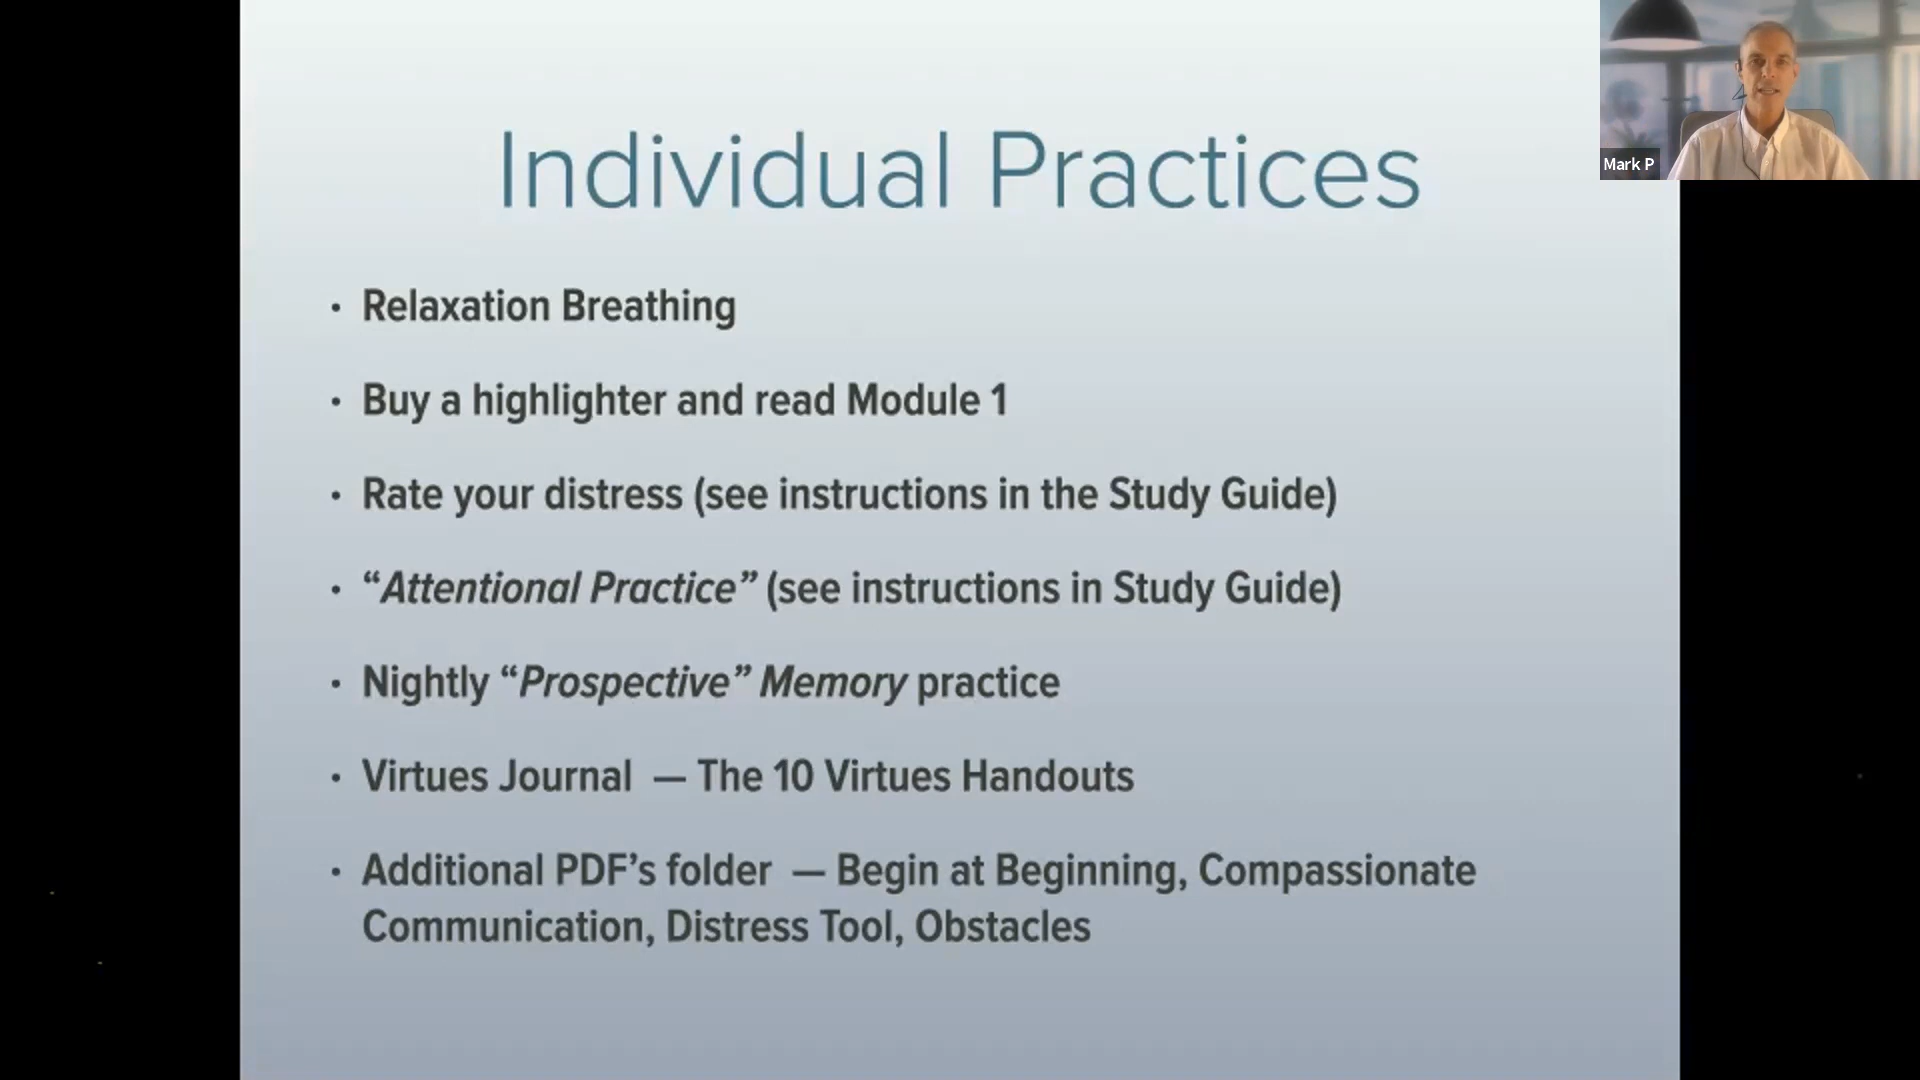 Individual Practices
Mark P
• Relaxation Breathing
• Buy a highlighter and read Module 1
• Rate your distress (see instructions in the Study Guide)
• “Attentional Practice” (see instructions in Study Guide)
• Nightly “Prospective” Memory practice
• Virtues Journal — The 10 Virtues Handouts
• Additional PDF’s folder — Begin at Beginning, Compassionate
Communication, Distress Tool, Obstacles